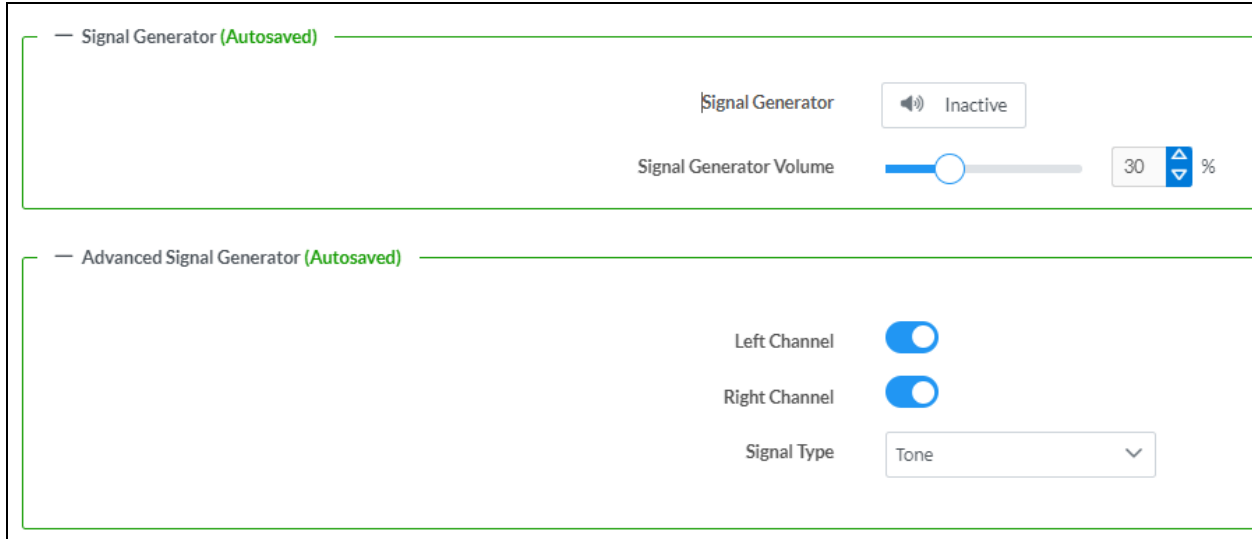 Signal Generator (Autosaved)
Signal Generator Inactive
Signal Generator Volume 30 %
Advanced Signal Generator (Autosaved)
Left Channel
Right Channel
Signal Type Tone